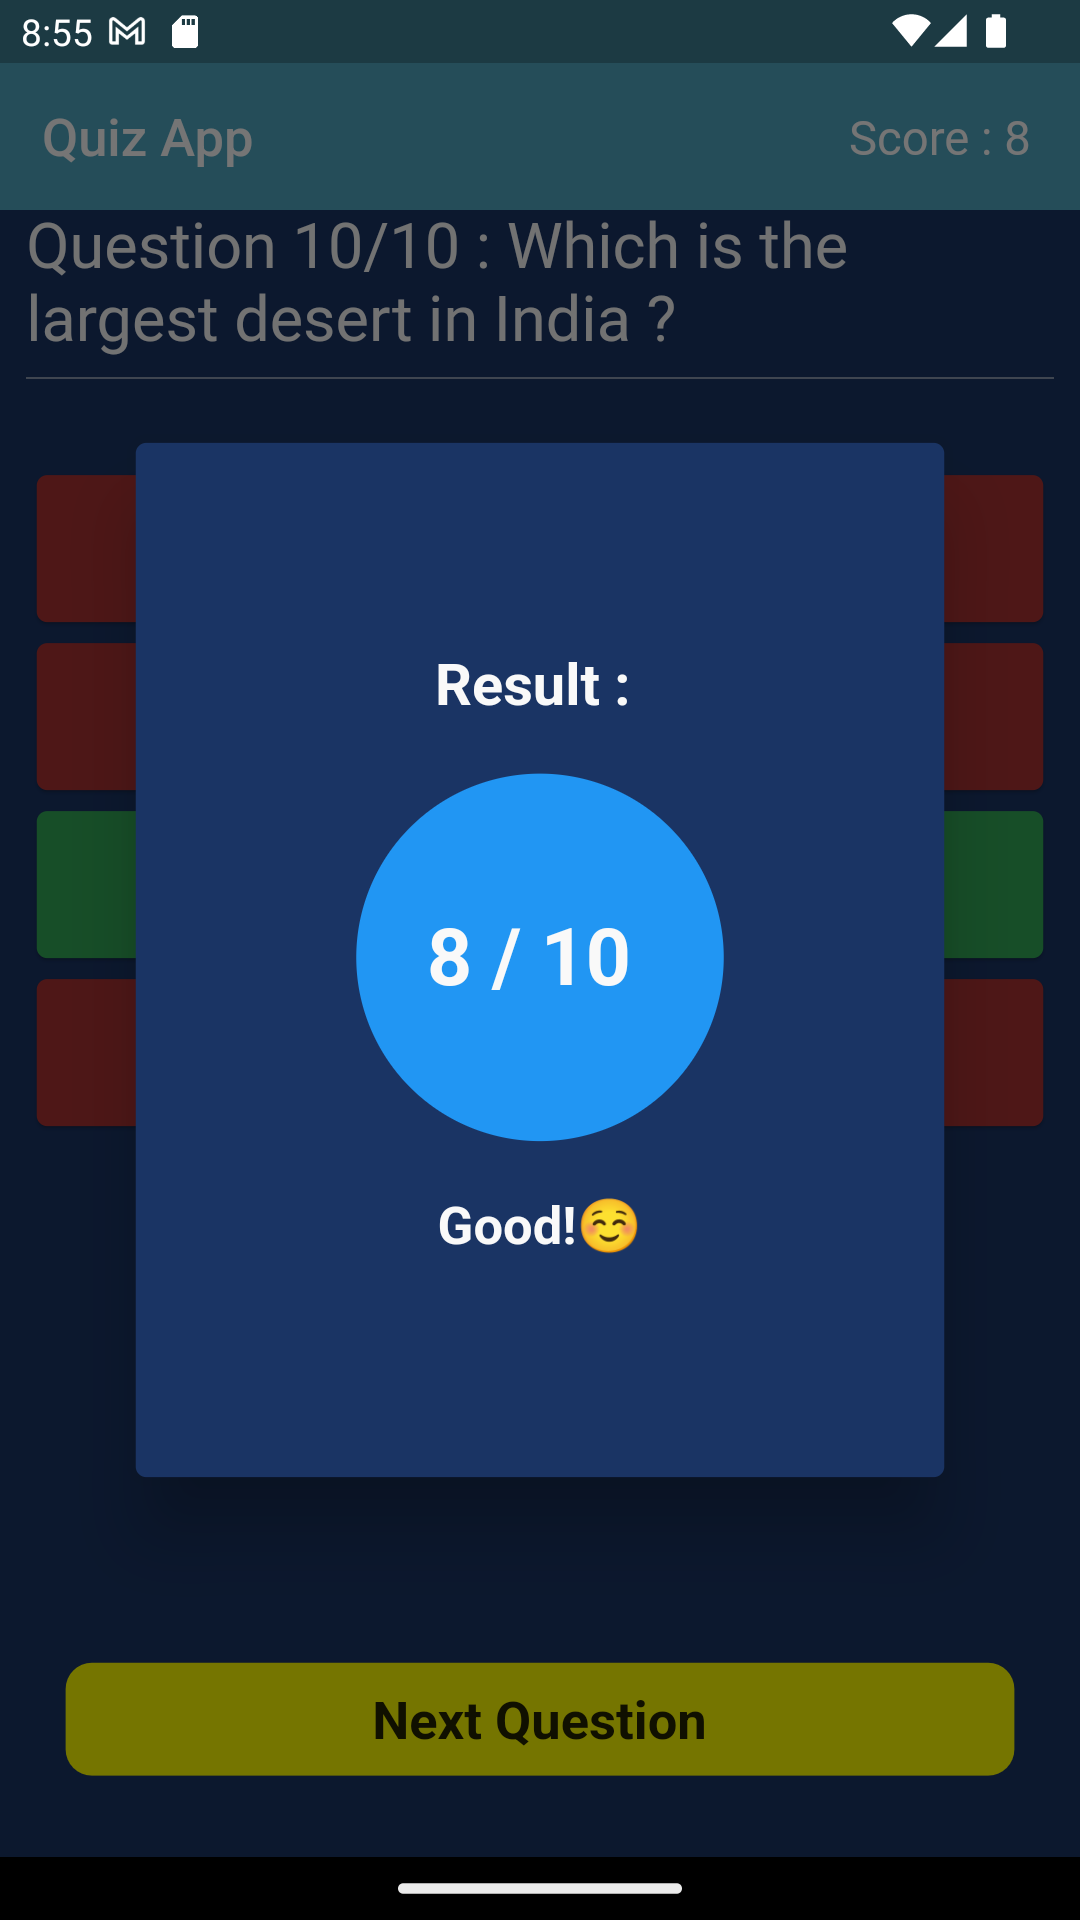 8:55
Quiz App
Score : 8
Question 10/10 : Which is the
largest desert in India ?
Result :
8 / 10
Good!☺️
Next Question